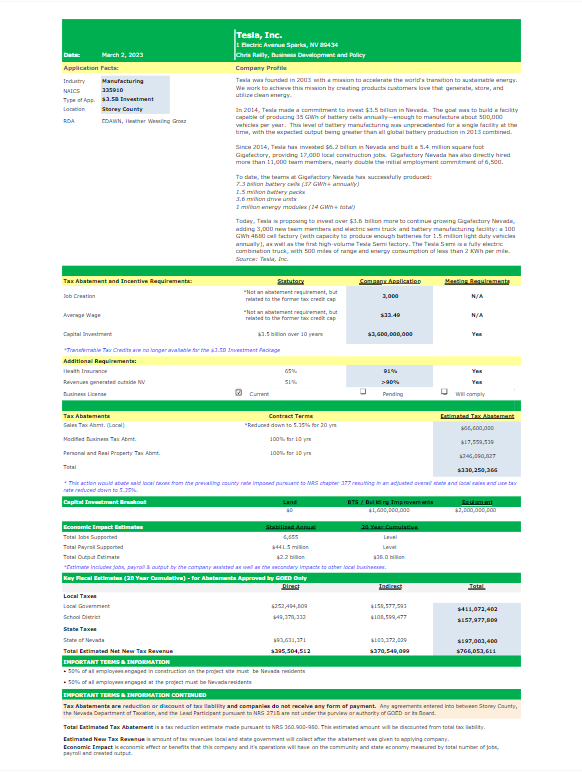 Tesla, Inc.
1 Electric Avenue Sparks, NV 89434
Date: March 2, 2023 Chris Reilly, Business Development and Policy
Application Facts: Company Profile
Industry Manufacturing
NAICS 335910
Type of App. $3.5B Investment
Location Storey County
RDA EDAWN, Heather Wessling Grosz
Tesla was founded in 2003 with a mission to accelerate the world's transition to sustainable energy.
We work to achieve this mission by creating products customers love that generate, store, and
utilize clean energy.
In 2014, Tesla made a commitment to invest $3.5 billion in Nevada. The goal was to build a facility
capable of producing 35 GWh of battery cells annually—enough to manufacture about 500,000
vehicles per year. This level of battery manufacturing was unprecedented for a single facility at the
time, with the expected output being greater than all global battery production in 2013 combined.
Since 2014, Tesla has invested $6.2 billion in Nevada and built a 5.4 million square foot
Gigafactory, providing 17,000 local construction jobs. Gigafactory Nevada has also directly hired
more than 11,000 team members, nearly double the initial employment commitment of 6,500.
To date, the teams at Gigafactory Nevada has successfully produced:
7.3 billion battery cells (37 GWh+ annually)
1.5 million battery packs
3.6 million drive units
1 million energy modules (14 GWh+ total)
Today, Tesla is proposing to invest over $3.6 billion more to continue growing Gigafactory Nevada,
adding 3,000 new team members and electric semi truck and battery manufacturing facility: a 100
GWh 4680 cell factory (with capacity to produce enough batteries for 1.5 million light duty vehicles
annually), as well as the first high-volume Tesla Semi factory. The Tesla Semi is a fully electric
combination truck, with 500 miles of range and energy consumption of less than 2 KWh per mile.
Source: Tesla, Inc.
Tax Abatement and Incentive Requirements: Statutory Company Application Meeting Requirements
Job Creation *Not an abatement requirement, but related to the former tax credit cap 3,000 N/A
Average Wage *Not an abatement requirement, but related to the former tax credit cap $33.49 N/A
Capital Investment $3.5 billion over 10 years $3,600,000,000 Yes
*Transferrable Tax Credits are no longer available for the $3.5B Investment Package
Additional Requirements:
Health Insurance 65% 91% Yes
Revenues generated outside NV 51% >90% Yes
Business License ☑ Current ☐ Pending ☐ Will comply
Tax Abatements Contract Terms Estimated Tax Abatement
Sales Tax Abmt. (Local) *Reduced down to 5.35% for 20 yrs $66,600,000
Modified Business Tax Abmt. 100% for 10 yrs $17,559,539
Personal and Real Property Tax Abmt. 100% for 10 yrs $246,090,827
Total $330,250,366
* This action would abate said local taxes from the prevailing county rate imposed pursuant to NRS chapter 377 resulting in an adjusted overall state and local sales and use tax
rate reduced down to 5.35%.
Capital Investment Breakout Land BTS / Building Improvements Equipment
$0 $1,600,000,000 $2,000,000,000
Economic Impact Estimates Stabilized Annual 20 Year Cumulative
Total Jobs Supported 6,655 Level
Total Payroll Supported $441.5 million Level
Total Output Estimate $2.2 billion $39.0 billion
*Estimate includes jobs, payroll & output by the company assisted as well as the secondary impacts to other local businesses.
Key Fiscal Estimates (20 Year Cumulative) - for Abatements Approved by GOED Only
Direct Indirect Total
Local Taxes
Local Government $252,494,809 $158,577,593 $411,072,402
School District $49,378,332 $108,599,477 $157,977,809
State Taxes
State of Nevada $93,631,371 $103,372,029 $197,003,400
Total Estimated Net New Tax Revenue $395,504,512 $370,549,099 $766,053,611
IMPORTANT TERMS & INFORMATION
• 50% of all employees engaged in construction on the project site must be Nevada residents
• 50% of all employees engaged at the project must be Nevada residents
IMPORTANT TERMS & INFORMATION CONTINUED
Tax Abatements are reduction or discount of tax liability and companies do not receive any form of payment. Any agreements entered into between Storey County,
the Nevada Department of Taxation, and the Lead Participant pursuant to NRS 271B are not under the purview or authority of GOED or its Board.
Total Estimated Tax Abatement is a tax reduction estimate made pursuant to NRS 360.900-980. This estimated amount will be discounted from total tax liability.
Estimated New Tax Revenue is amount of tax revenues local and state government will collect after the abatement was given to applying company.
Economic Impact is economic effect or benefits that this company and it's operations will have on the community and state economy measured by total number of jobs,
payroll and created output.